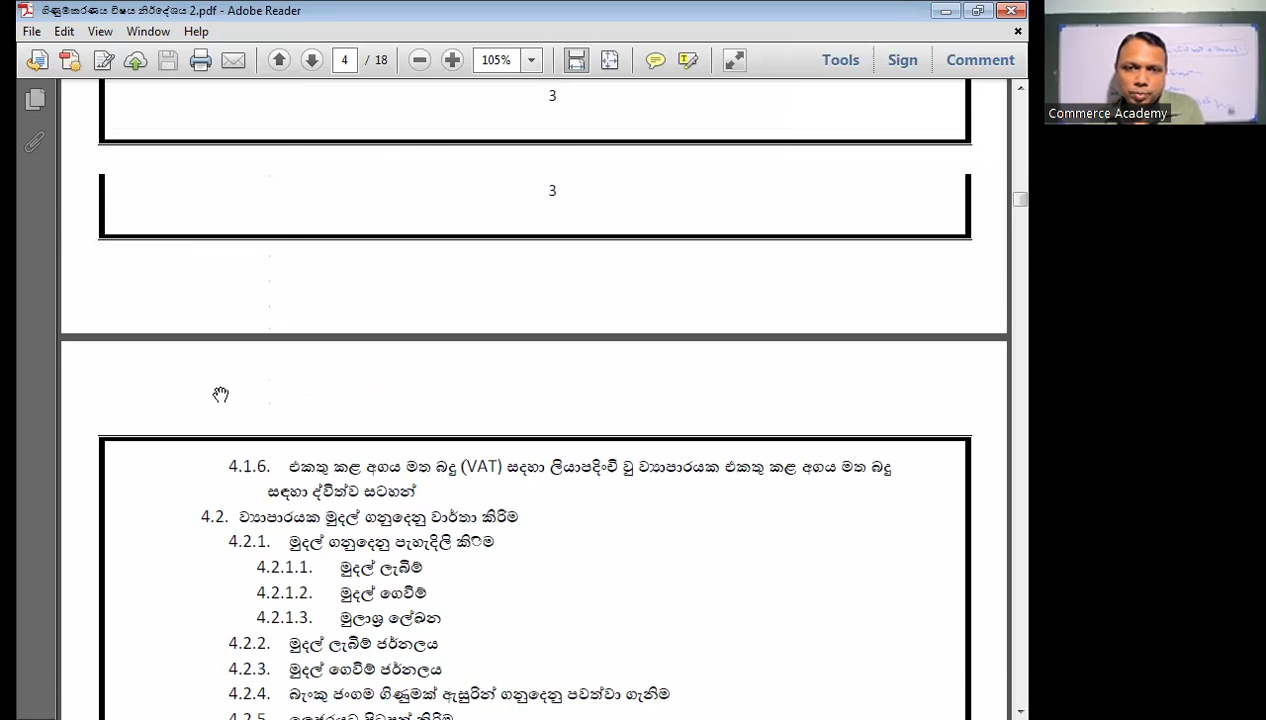 ගිණුම්කරණය විෂය නිර්දේශය 2.pdf - Adobe Reader
File Edit View Window Help
4 / 18 105% Tools Sign Comment
Commerce Academy
3
3
4.1.6. එකතු කළ අගය මත බදු (VAT) සදහා ලියාපදිංචි වු ව්‍යාපාරයක එකතු කළ අගය මත බදු
සඳහා ද්විත්ව සටහන්
4.2. ව්‍යාපාරයක මුදල් ගනුදෙනු වාර්තා කිරිම
4.2.1. මුදල් ගනුදෙනු පැහැදිලි කිිම
4.2.1.1. මුදල් ලැබීම්
4.2.1.2. මුදල් ගෙවීම්
4.2.1.3. මුලාශ්‍ර ලේඛන
4.2.2. මුදල් ලැබීම් ජර්නලය
4.2.3. මුදල් ගෙවීම් ජර්නලය
4.2.4. බැංකු ජංගම ගිණුමක් ඇසුරින් ගනුදෙනු පවත්වා ගැනිම
4.2.5